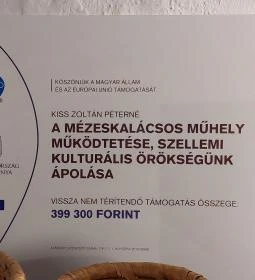 KÖSZÖNJÜK A MAGYAR ÁLLAM
ÉS AZ EURÓPAI UNIÓ TÁMOGATÁSÁT
KISS ZOLTÁN PÉTERNÉ
A MÉZESKALÁCSOS MŰHELY
MŰKÖDTETÉSE, SZELLEMI
KULTURÁLIS ÖRÖKSÉGÜNK
ÁPOLÁSA
VISSZA NEM TÉRÍTENDŐ TÁMOGATÁS ÖSSZEGE:
399 300 FORINT